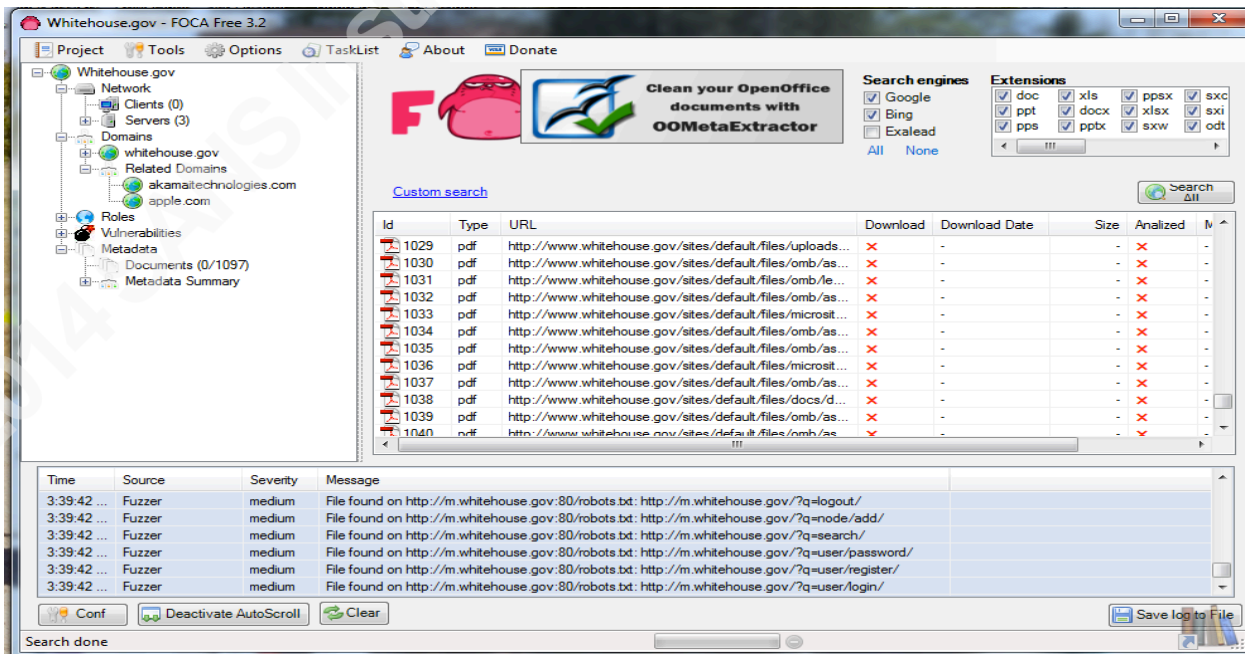 Whitehouse.gov - FOCA Free 3.2
Project Tools Options TaskList About Donate
Whitehouse.gov
Network
Clients (0)
Servers (3)
Domains
whitehouse.gov
Related Domains
akamaitechnologies.com
apple.com
Roles
Vulnerabilities
Metadata
Documents (0/1097)
Metadata Summary
F
Clean your OpenOffice
documents with
OOMetaExtractor
Search engines
Google
Bing
Exalead
All None
Extensions
doc xls ppsx sxc
ppt docx xlsx sxi
pps pptx sxw odt
Custom search
Search All
Id Type URL Download Download Date Size Analized M
1029 pdf http://www.whitehouse.gov/sites/default/files/uploads... - - -
1030 pdf http://www.whitehouse.gov/sites/default/files/omb/as... - - -
1031 pdf http://www.whitehouse.gov/sites/default/files/omb/le... - - -
1032 pdf http://www.whitehouse.gov/sites/default/files/omb/as... - - -
1033 pdf http://www.whitehouse.gov/sites/default/files/microsit... - - -
1034 pdf http://www.whitehouse.gov/sites/default/files/omb/as... - - -
1035 pdf http://www.whitehouse.gov/sites/default/files/omb/as... - - -
1036 pdf http://www.whitehouse.gov/sites/default/files/microsit... - - -
1037 pdf http://www.whitehouse.gov/sites/default/files/omb/as... - - -
1038 pdf http://www.whitehouse.gov/sites/default/files/docs/d... - - -
1039 pdf http://www.whitehouse.gov/sites/default/files/omb/as... - - -
1040 pdf http://www.whitehouse.gov/sites/default/files/omb/as... - - -
Time Source Severity Message
3:39:42 ... Fuzzer medium File found on http://m.whitehouse.gov:80/robots.txt: http://m.whitehouse.gov/?q=logout/
3:39:42 ... Fuzzer medium File found on http://m.whitehouse.gov:80/robots.txt: http://m.whitehouse.gov/?q=node/add/
3:39:42 ... Fuzzer medium File found on http://m.whitehouse.gov:80/robots.txt: http://m.whitehouse.gov/?q=search/
3:39:42 ... Fuzzer medium File found on http://m.whitehouse.gov:80/robots.txt: http://m.whitehouse.gov/?q=user/password/
3:39:42 ... Fuzzer medium File found on http://m.whitehouse.gov:80/robots.txt: http://m.whitehouse.gov/?q=user/register/
3:39:42 ... Fuzzer medium File found on http://m.whitehouse.gov:80/robots.txt: http://m.whitehouse.gov/?q=user/login/
Conf Deactivate AutoScroll Clear Save log to File
Search done